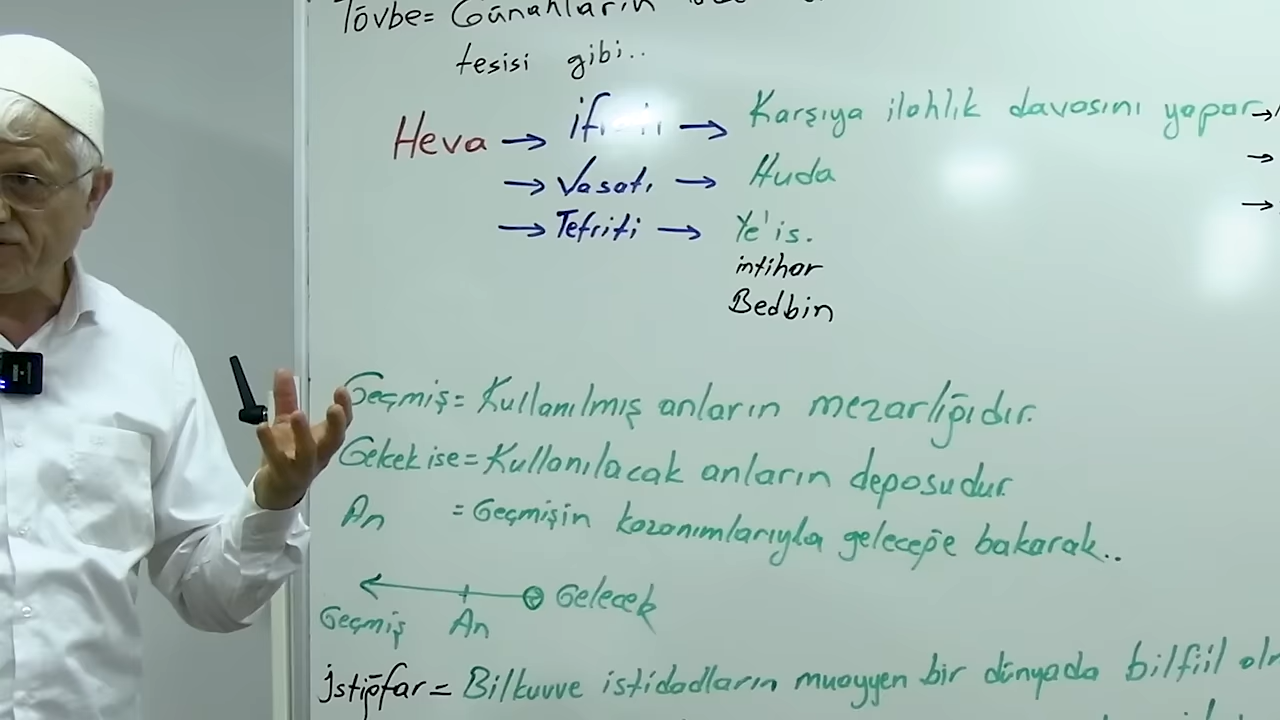 Tövbe= Günahların
tesisi gibi..
Heva → → Karşıya ilahlık davasını yapar →
→ Vasatı → Huda →
→ Tefriti → Ye'is. →
intihar
Bedbin
Geçmiş= Kullanılmış anların mezarlığıdır.
Gelek ise= Kullanılacak anların deposudur.
An = Geçmişin kazanımlarıyla geleceğe bakarak..
Gelecek
Geçmiş An
İstiğfar= Bilkuvve istidadların muayyen bir dünyada bilfiil